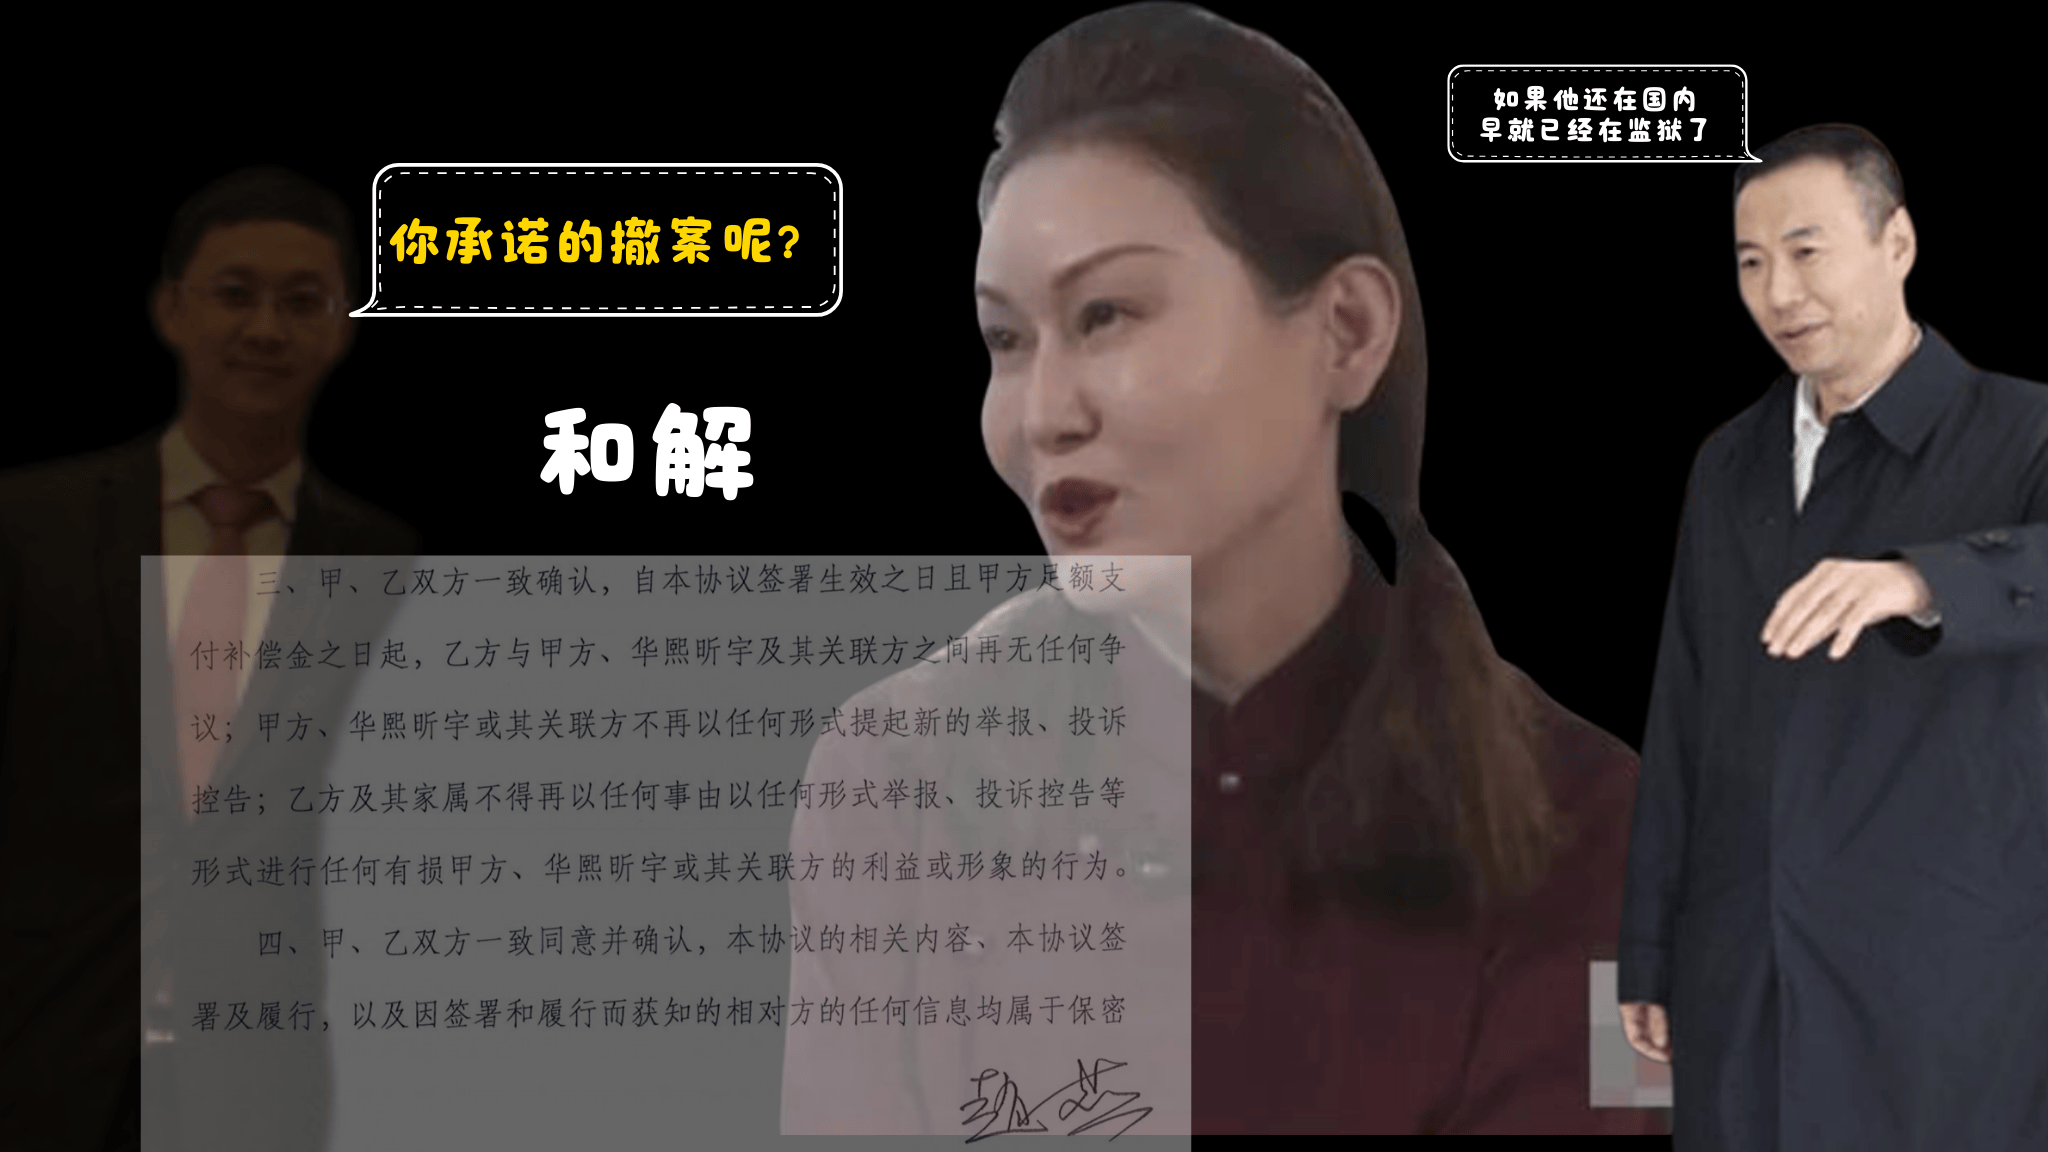 如果他还在国内
早就已经在监狱了
你承诺的撤案呢?
和解
三、甲、乙双方一致确认，自本协议签署生效之日且甲方足额支
付补偿金之日起，乙方与甲方、华熙昕宇及其关联方之间再无任何争
议；甲方、华熙昕宇或其关联方不再以任何形式提起新的举报、投诉
控告；乙方及其家属不得再以任何事由以任何形式举报、投诉控告等
形式进行任何有损甲方、华熙昕宇或其关联方的利益或形象的行为。
四、甲、乙双方一致同意并确认，本协议的相关内容、本协议签
署及履行，以及因签署和履行而获知的相对方的任何信息均属于保密
赵燕